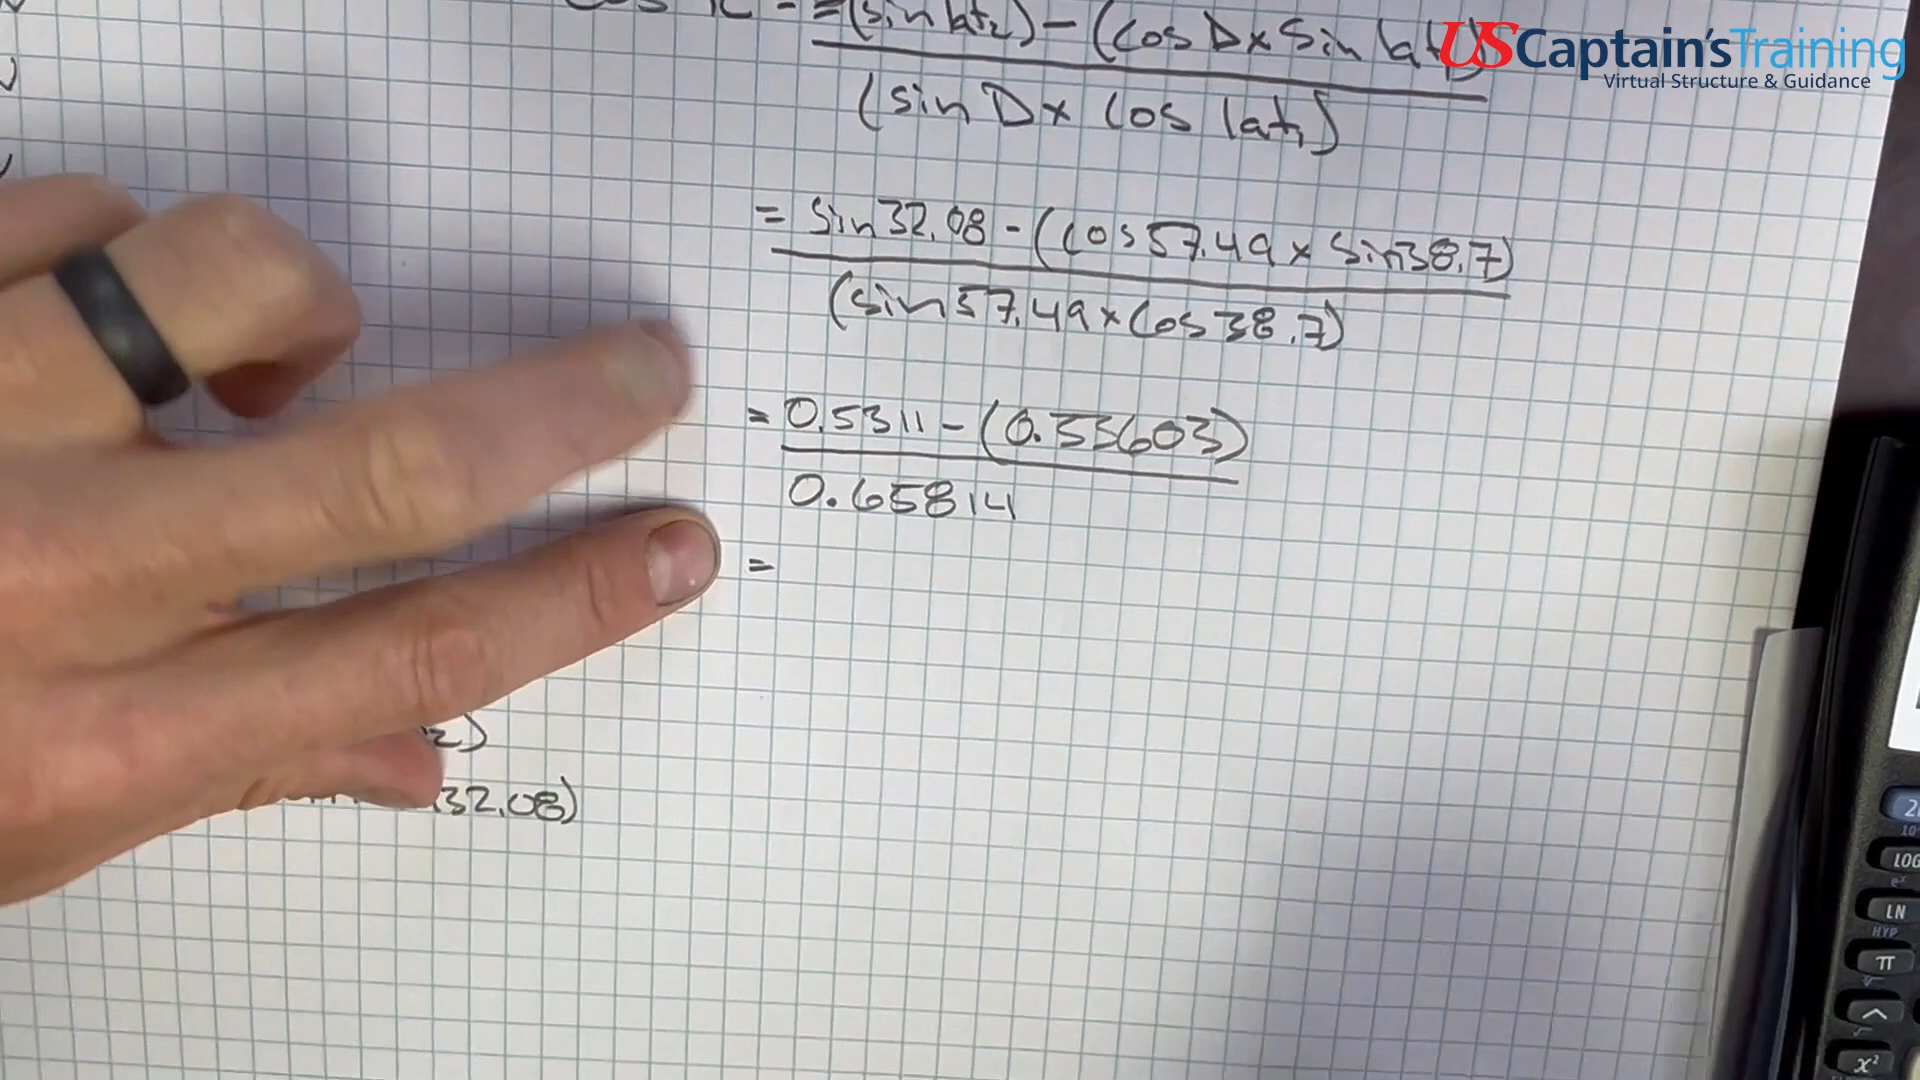 = (sin lat2) - (cos D x Sin lat1)
(sin D x cos lat1)
USCaptain'sTraining
Virtual Structure & Guidance
= Sin 32.08 - (cos 57.49 x Sin 38.7)
(sin 57.49 x cos 38.7)
= 0.5311 - (0.33603)
0.65814
=
2)
32.08)
LOG
LN
HYP
π
x²